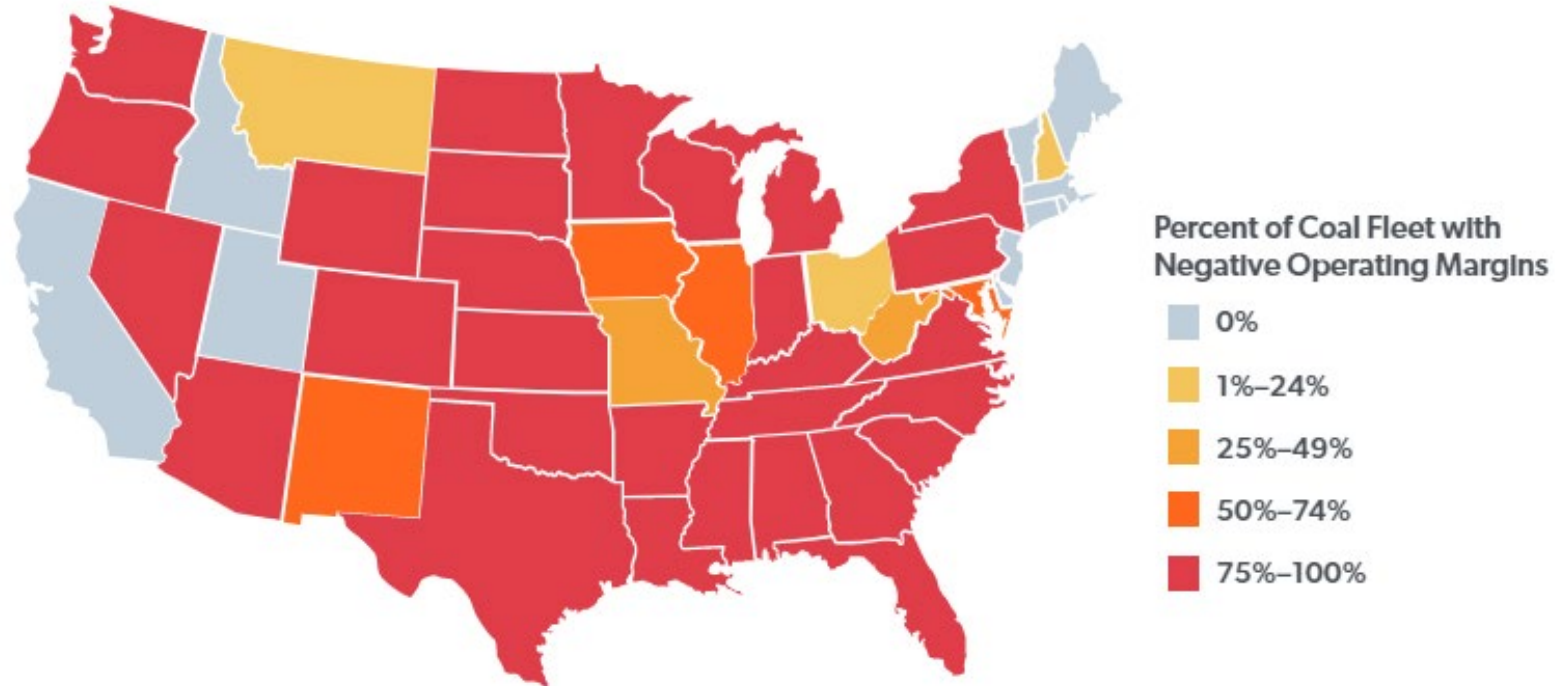 Percent of Coal Fleet with
Negative Operating Margins
0%
1%–24%
25%–49%
50%–74%
75%–100%